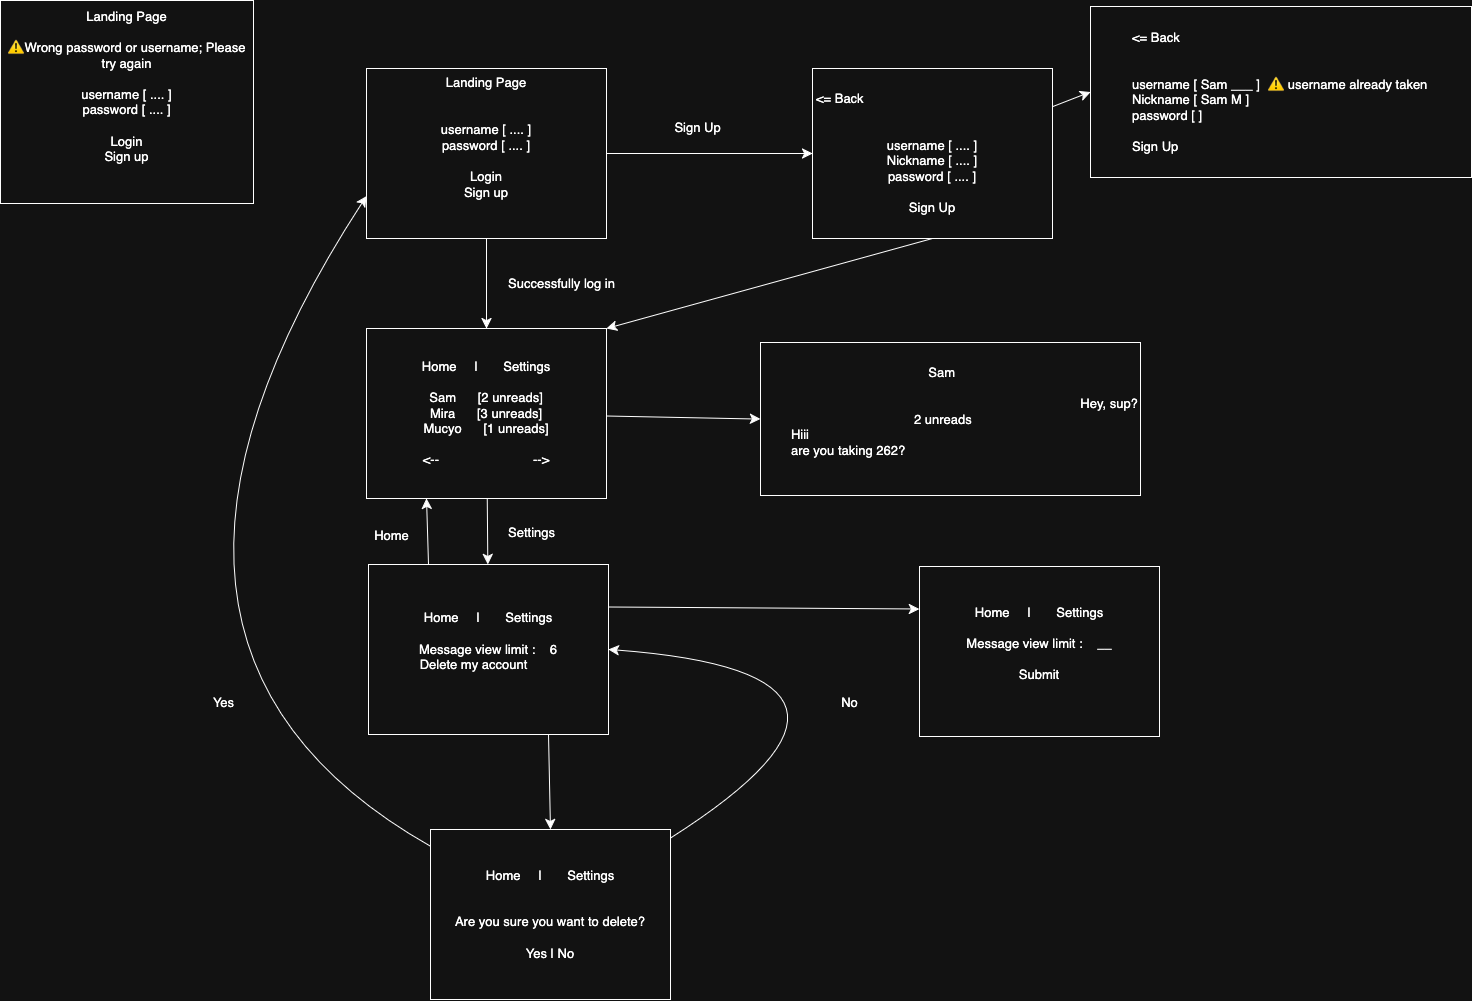 Landing Page
⚠️Wrong password or username; Please
try again
username [ .... ]
password [ .... ]
Login
Sign up
Landing Page
username [ .... ]
password [ .... ]
Login
Sign up
Sign Up
<= Back
username [ .... ]
Nickname [ .... ]
password [ .... ]
Sign Up
<= Back
username [ Sam ___ ] ⚠️ username already taken
Nickname [ Sam M ]
password [ ]
Sign Up
Successfully log in
Home | Settings
Sam [2 unreads]
Mira [3 unreads]
Mucyo [1 unreads]
<-- -->
Sam
Hey, sup?
2 unreads
Hiii
are you taking 262?
Home
Settings
Home | Settings
Message view limit : 6
Delete my account
Home | Settings
Message view limit : __
Submit
Yes
No
Home | Settings
Are you sure you want to delete?
Yes | No